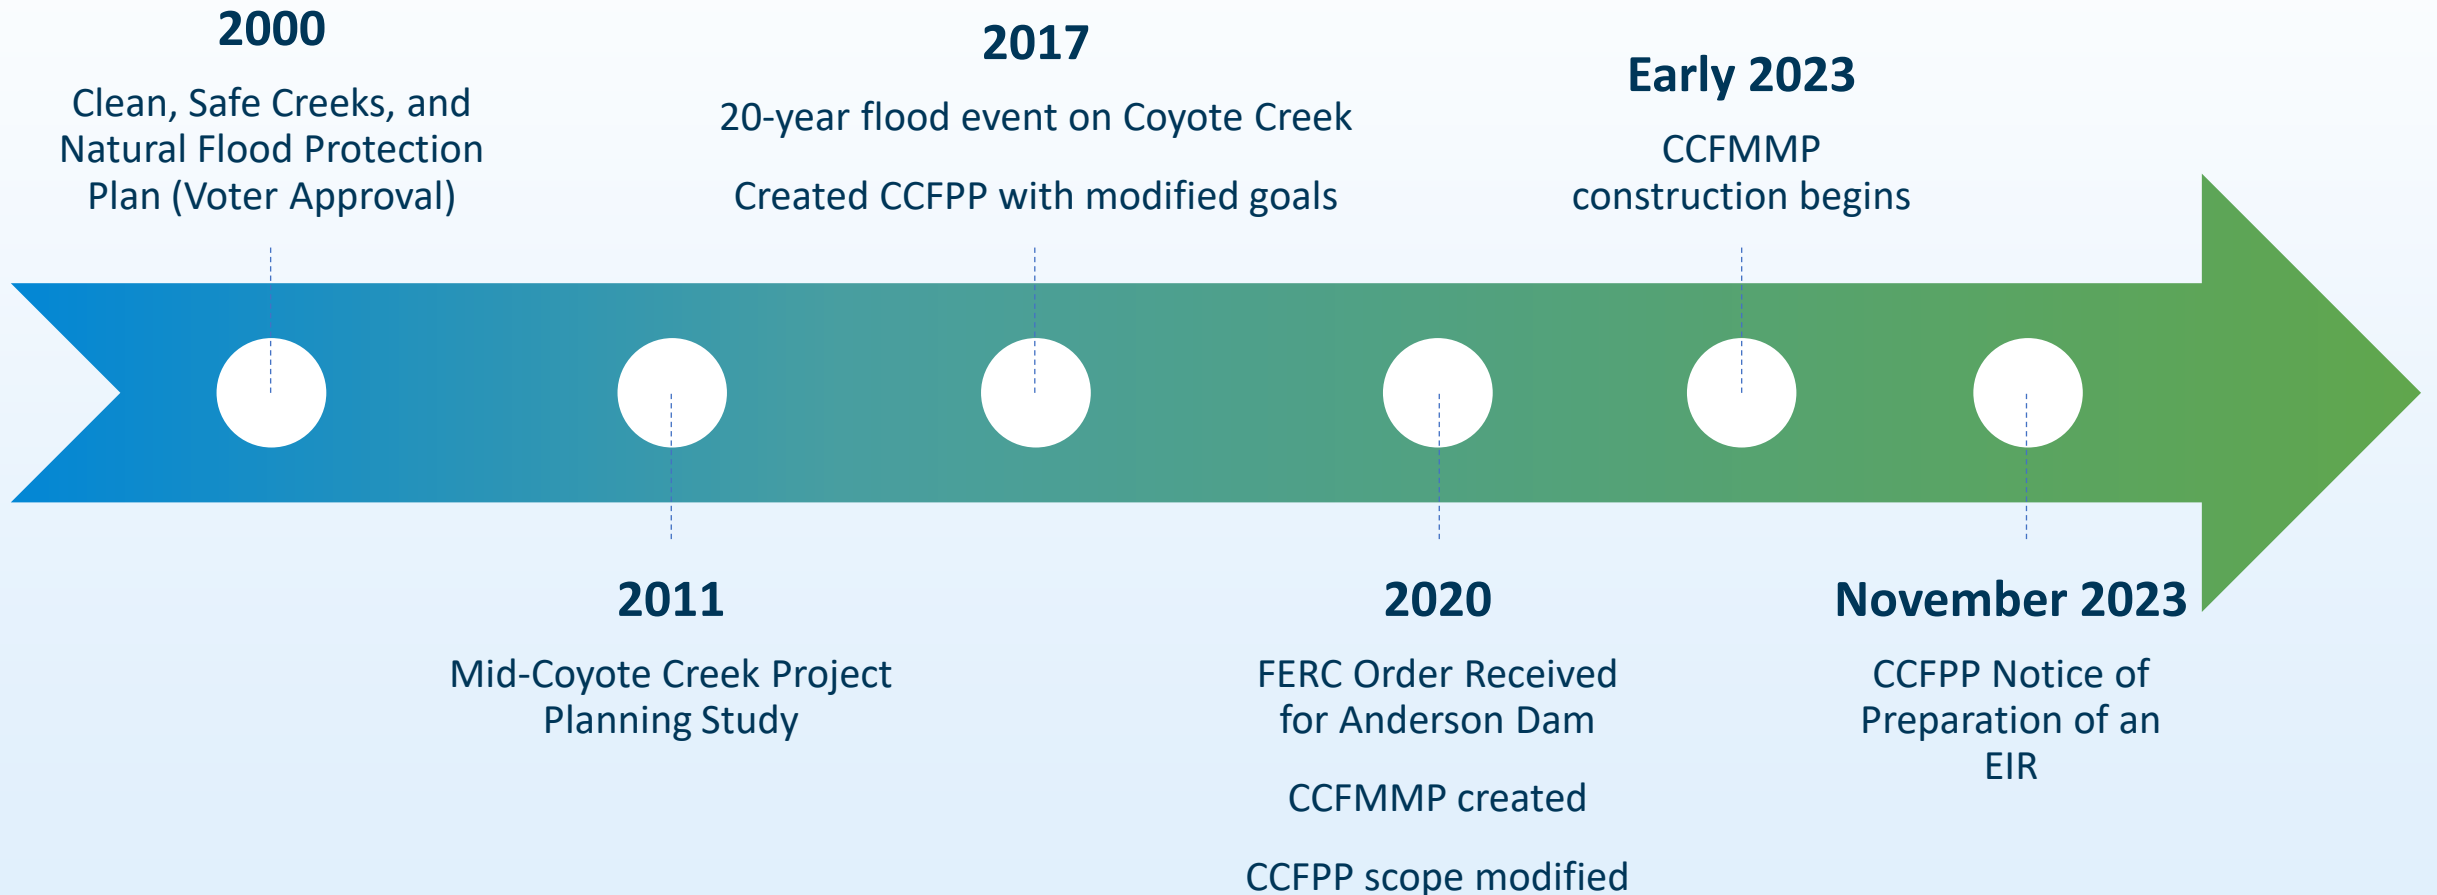 2000
Clean, Safe Creeks, and
Natural Flood Protection
Plan (Voter Approval)
2011
Mid-Coyote Creek Project
Planning Study
2017
20-year flood event on Coyote Creek
Created CCFPP with modified goals
2020
FERC Order Received
for Anderson Dam
CCFMMP created
CCFPP scope modified
Early 2023
CCFMMP
construction begins
November 2023
CCFPP Notice of
Preparation of an
EIR